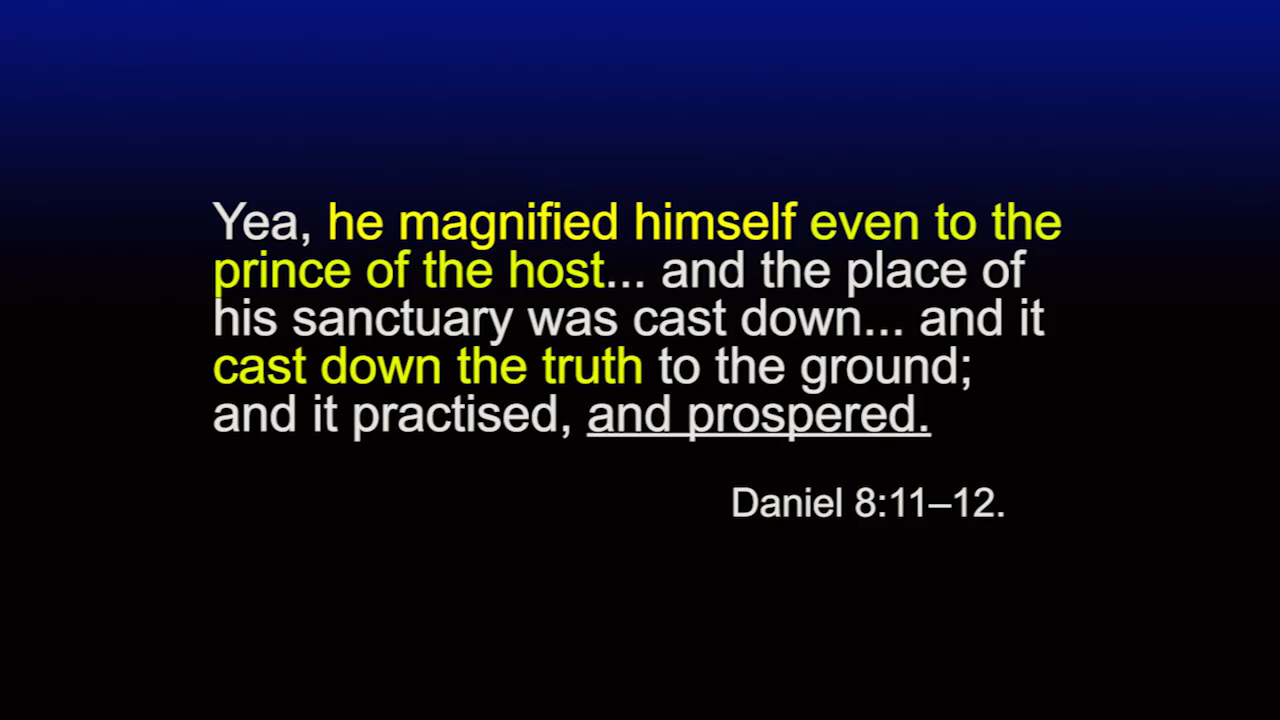 Yea, he magnified himself even to the
prince of the host... and the place of
his sanctuary was cast down... and it
cast down the truth to the ground;
and it practised, and prospered.
Daniel 8:11–12.